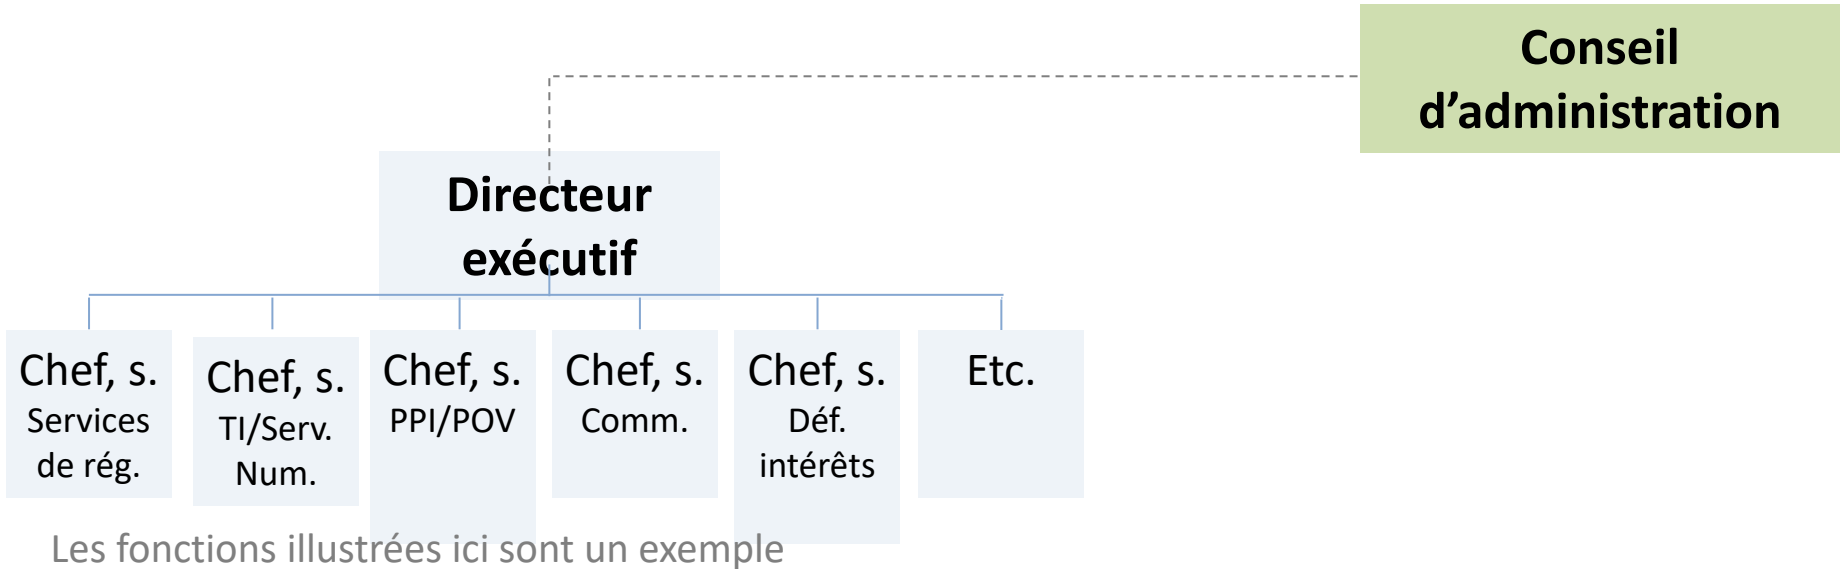 Conseil
d’administration
Directeur
exécutif
Chef, s.
Services
de rég.
Chef, s.
TI/Serv.
Num.
Chef, s.
PPI/POV
Chef, s.
Comm.
Chef, s.
Déf.
intérêts
Etc.
Les fonctions illustrées ici sont un exemple